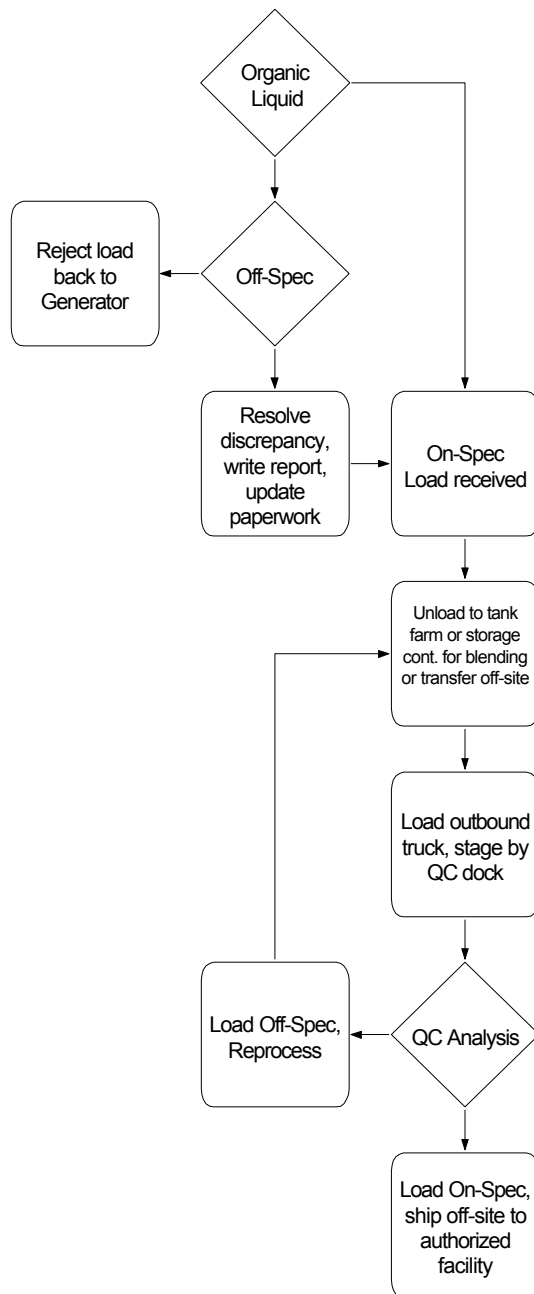 Organic
Liquid
Reject load
back to
Generator
Off-Spec
Resolve
discrepancy,
write report,
update
paperwork
On-Spec
Load received
Unload to tank
farm or storage
cont. for blending
or transfer off-site
Load outbound
truck, stage by
QC dock
Load Off-Spec,
Reprocess
QC Analysis
Load On-Spec,
ship off-site to
authorized
facility